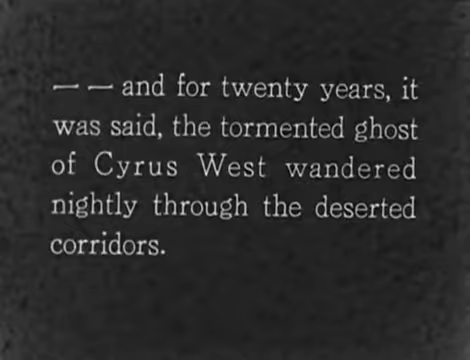 — — and for twenty years, it
was said, the tormented ghost
of Cyrus West wandered
nightly through the deserted
corridors.